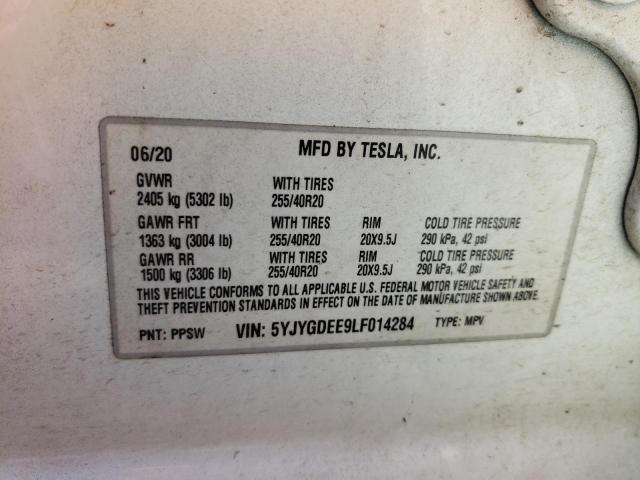 06/20 MFD BY TESLA, INC.
GVWR WITH TIRES
2405 kg (5302 lb) 255/40R20
GAWR FRT WITH TIRES RIM COLD TIRE PRESSURE
1363 kg (3004 lb) 255/40R20 20X9.5J 290 kPa, 42 psi
GAWR RR WITH TIRES RIM COLD TIRE PRESSURE
1500 kg (3306 lb) 255/40R20 20X9.5J 290 kPa, 42 psi
THIS VEHICLE CONFORMS TO ALL APPLICABLE U.S. FEDERAL MOTOR VEHICLE SAFETY AND
THEFT PREVENTION STANDARDS IN EFFECT ON THE DATE OF MANUFACTURE SHOWN ABOVE.
PNT: PPSW VIN: 5YJYGDEE9LF014284 TYPE: MPV